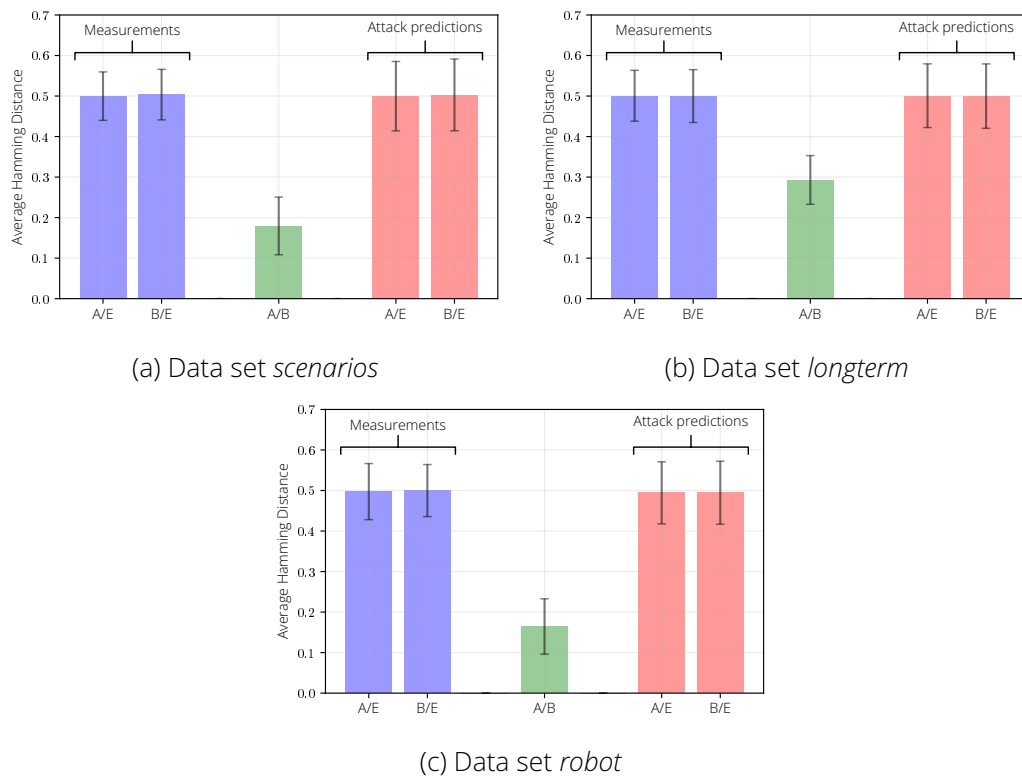 Measurements
Attack predictions
Average Hamming Distance
0.7
0.6
0.5
0.4
0.3
0.2
0.1
0.0
A/E B/E A/B A/E B/E
(a) Data set scenarios
Measurements
Attack predictions
Average Hamming Distance
0.7
0.6
0.5
0.4
0.3
0.2
0.1
0.0
A/E B/E A/B A/E B/E
(b) Data set longterm
Measurements
Attack predictions
Average Hamming Distance
0.7
0.6
0.5
0.4
0.3
0.2
0.1
0.0
A/E B/E A/B A/E B/E
(c) Data set robot